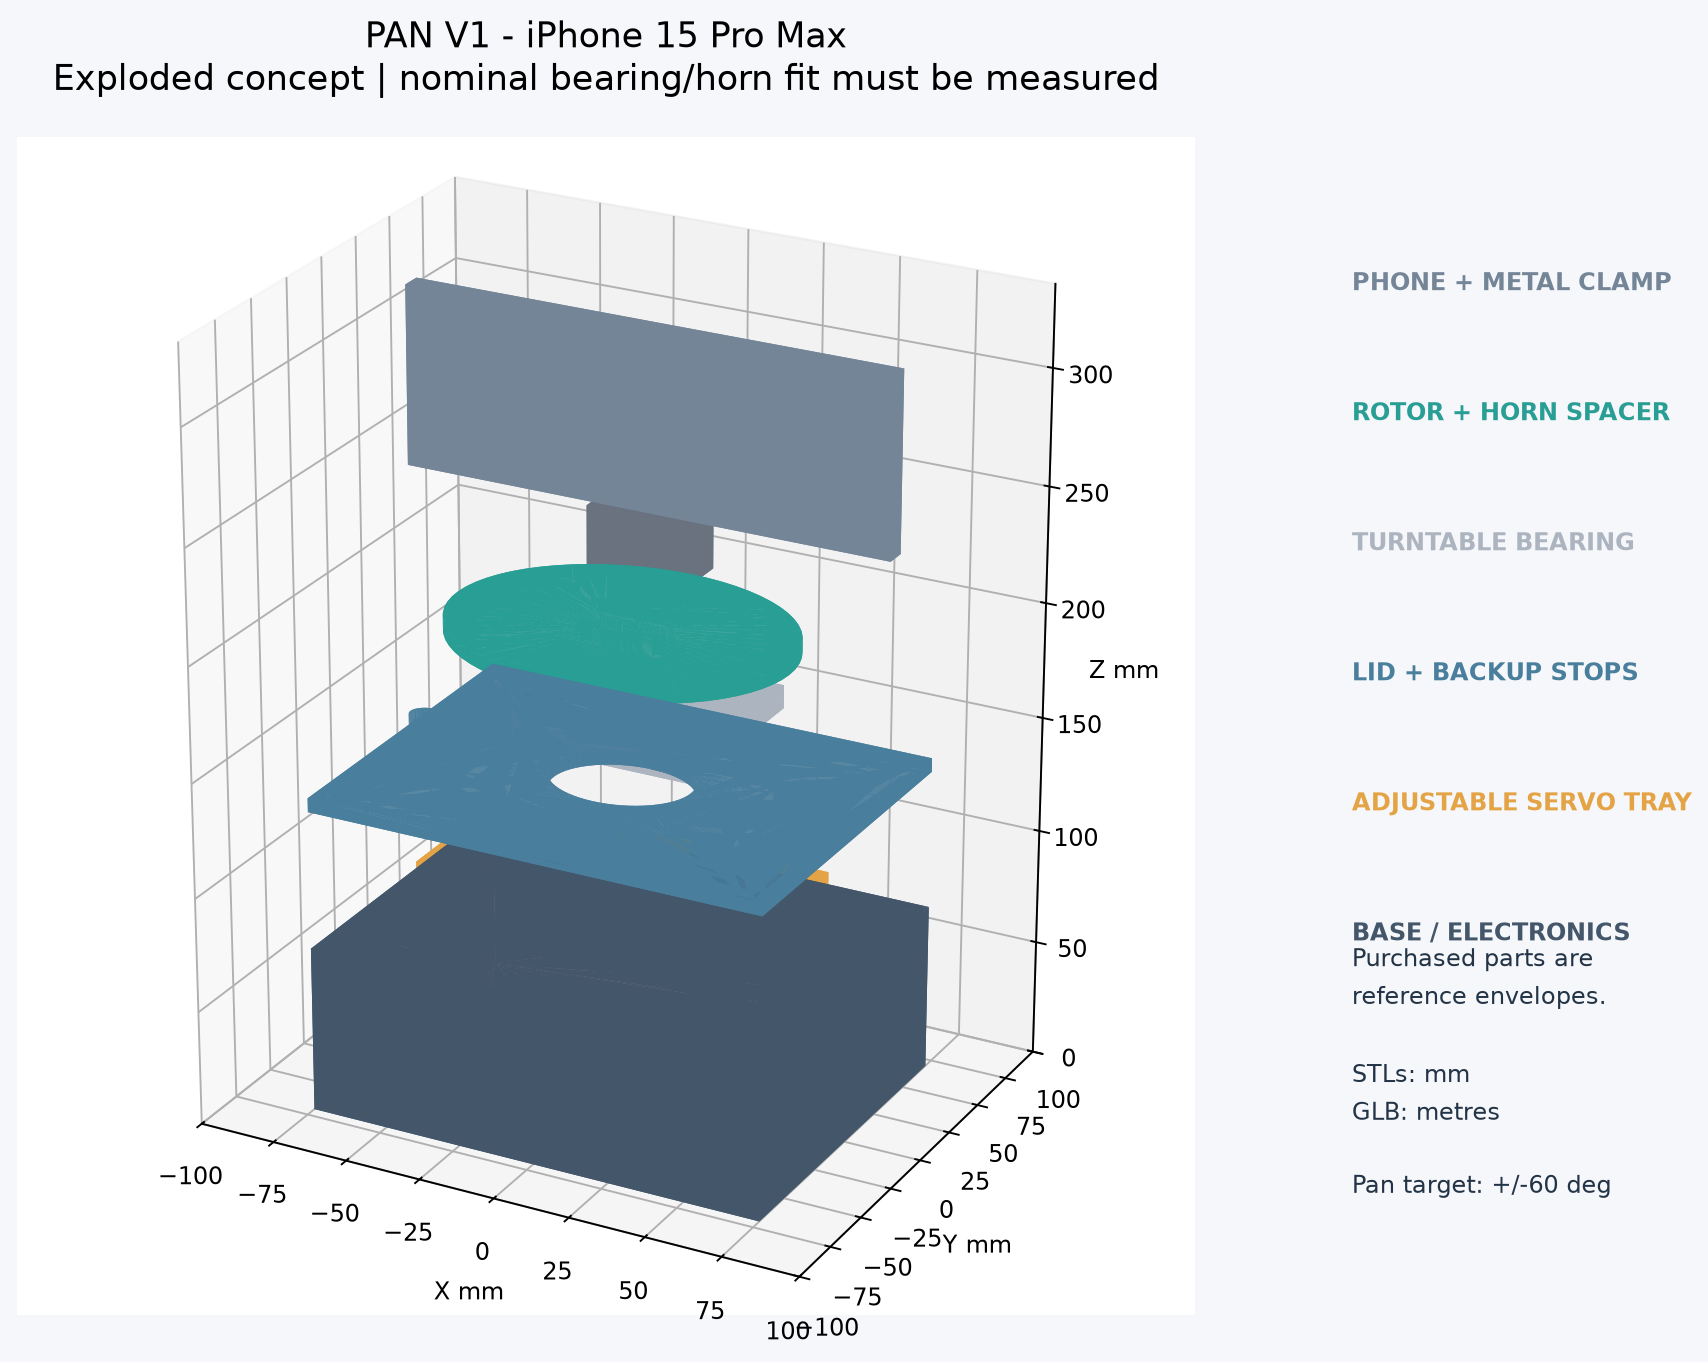 PAN V1 - iPhone 15 Pro Max
Exploded concept | nominal bearing/horn fit must be measured
PHONE + METAL CLAMP
ROTOR + HORN SPACER
TURNTABLE BEARING
LID + BACKUP STOPS
ADJUSTABLE SERVO TRAY
BASE / ELECTRONICS
Purchased parts are
reference envelopes.
STLs: mm
GLB: metres
Pan target: +/-60 deg
300
250
200
Z mm
150
100
50
0
100
75
50
25
0
−25
Y mm
−50
−75
−100
−100
−75
−50
−25
0
25
50
75
100
X mm